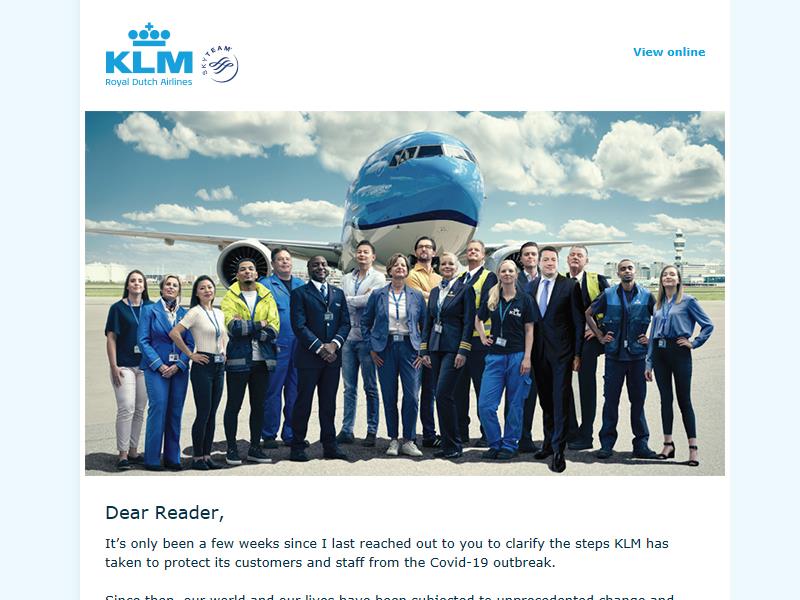 KLM
Royal Dutch Airlines
SKYTEAM
View online
KLM
Dear Reader,
It’s only been a few weeks since I last reached out to you to clarify the steps KLM has
taken to protect its customers and staff from the Covid-19 outbreak.
Since then, our world and our lives have been subjected to unprecedented change and